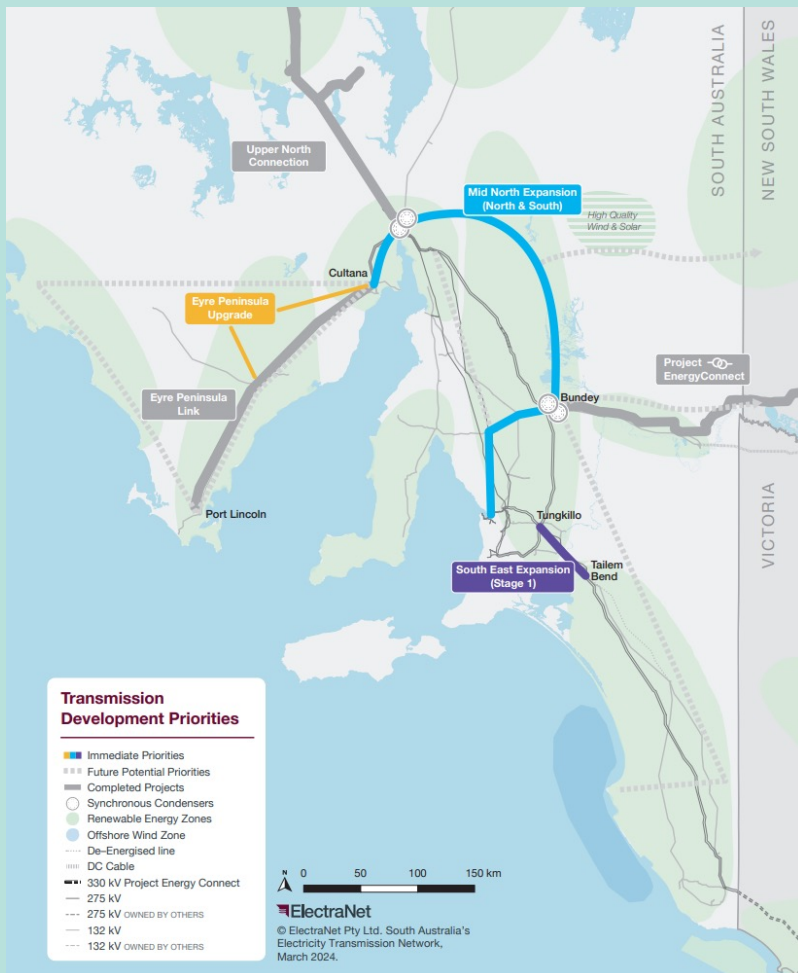 SOUTH AUSTRALIA
NEW SOUTH WALES
Upper North
Connection
Mid North Expansion
(North & South)
High Quality
Wind & Solar
Cultana
Eyre Peninsula
Upgrade
Project
EnergyConnect
Eyre Peninsula
Link
Bundey
VICTORIA
Port Lincoln
Tungkillo
South East Expansion
(Stage 1)
Tailem
Bend
Transmission
Development Priorities
Immediate Priorities
Future Potential Priorities
Completed Projects
Synchronous Condensers
Renewable Energy Zones
Offshore Wind Zone
De–Energised line
DC Cable
330 kV Project Energy Connect
275 kV
275 kV OWNED BY OTHERS
132 kV
132 kV OWNED BY OTHERS
N
0 50 100 150 km
ElectraNet
© ElectraNet Pty Ltd. South Australia's
Electricity Transmission Network,
March 2024.